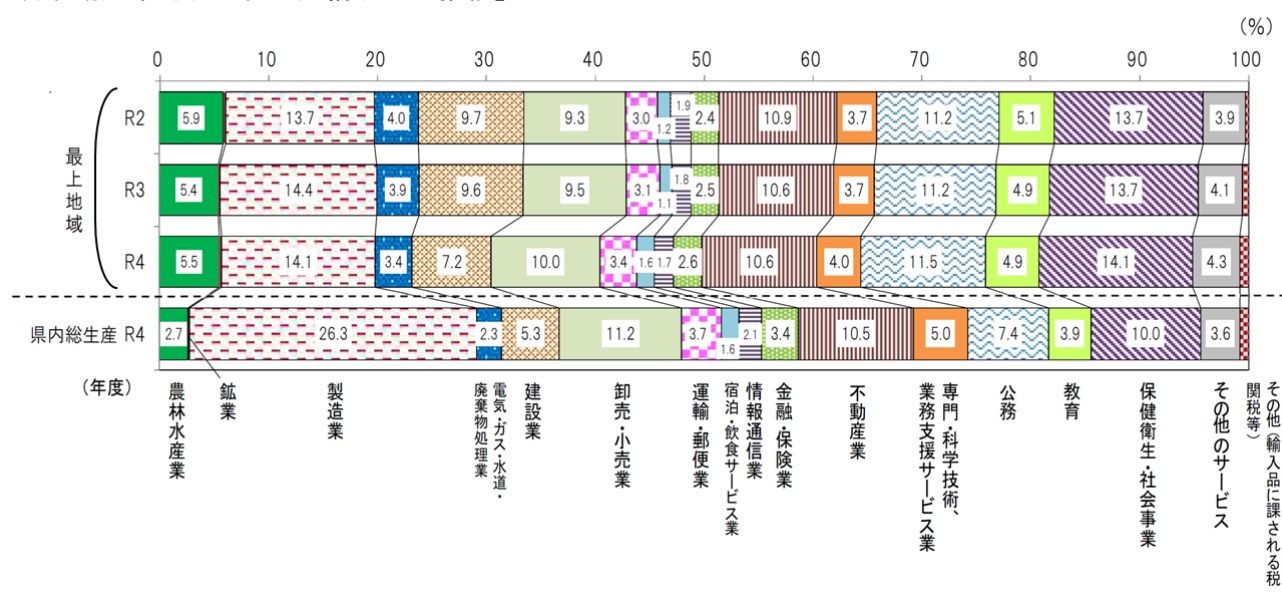 (%)
0 10 20 30 40 50 60 70 80 90 100
最上地域
R2 5.9 13.7 4.0 9.7 9.3 3.0 1.2 1.9 2.4 10.9 3.7 11.2 5.1 13.7 3.9
R3 5.4 14.4 3.9 9.6 9.5 3.1 1.1 1.8 2.5 10.6 3.7 11.2 4.9 13.7 4.1
R4 5.5 14.1 3.4 7.2 10.0 3.4 1.6 1.7 2.6 10.6 4.0 11.5 4.9 14.1 4.3
県内総生産 R4 2.7 26.3 2.3 5.3 11.2 3.7 1.6 2.1 3.4 10.5 5.0 7.4 3.9 10.0 3.6
(年度)
農林水産業
鉱業
製造業
電気・ガス・水道・
廃棄物処理業
建設業
卸売・小売業
運輸・郵便業
宿泊・飲食サービス業
情報通信業
金融・保険業
不動産業
専門・科学技術、
業務支援サービス業
公務
教育
保健衛生・社会事業
その他のサービス
その他(輸入品に課される税
関税等)